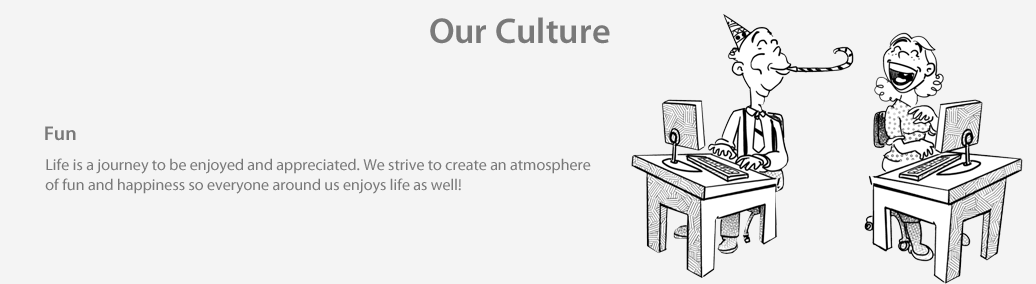 Our Culture
Fun
Life is a journey to be enjoyed and appreciated. We strive to create an atmosphere
of fun and happiness so everyone around us enjoys life as well!